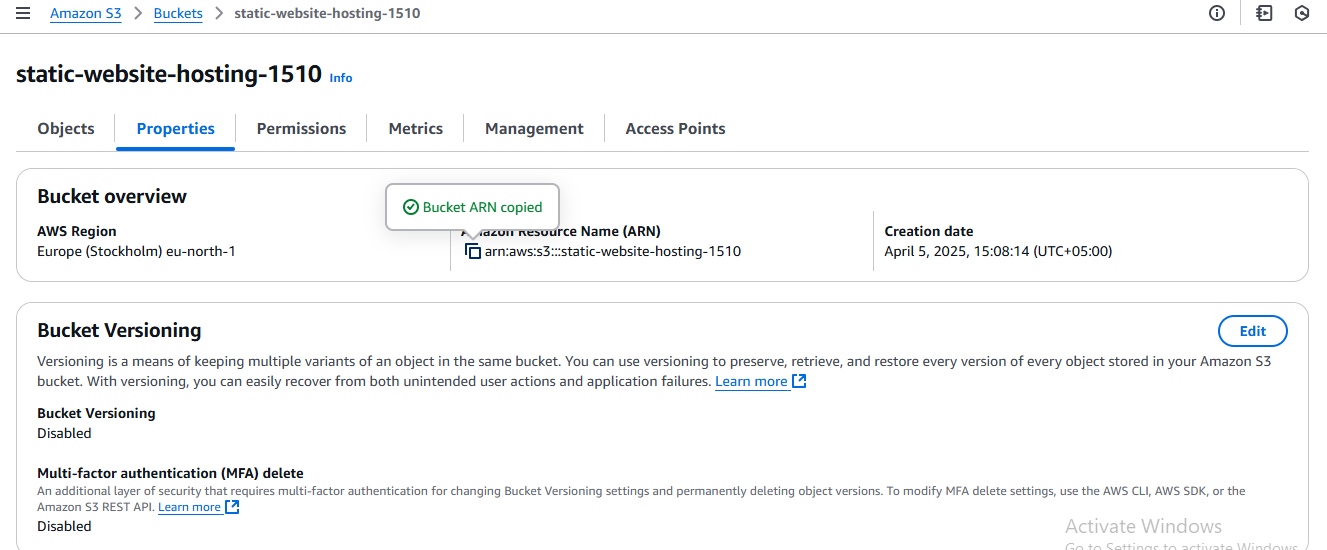 Amazon S3 > Buckets > static-website-hosting-1510
static-website-hosting-1510 Info
Objects Properties Permissions Metrics Management Access Points
Bucket overview
Bucket ARN copied
AWS Region
Europe (Stockholm) eu-north-1
Amazon Resource Name (ARN)
arn:aws:s3:::static-website-hosting-1510
Creation date
April 5, 2025, 15:08:14 (UTC+05:00)
Bucket Versioning
Edit
Versioning is a means of keeping multiple variants of an object in the same bucket. You can use versioning to preserve, retrieve, and restore every version of every object stored in your Amazon S3
bucket. With versioning, you can easily recover from both unintended user actions and application failures. Learn more
Bucket Versioning
Disabled
Multi-factor authentication (MFA) delete
An additional layer of security that requires multi-factor authentication for changing Bucket Versioning settings and permanently deleting object versions. To modify MFA delete settings, use the AWS CLI, AWS SDK, or the
Amazon S3 REST API. Learn more
Disabled
Activate Windows
Go to Settings to activate Windows.